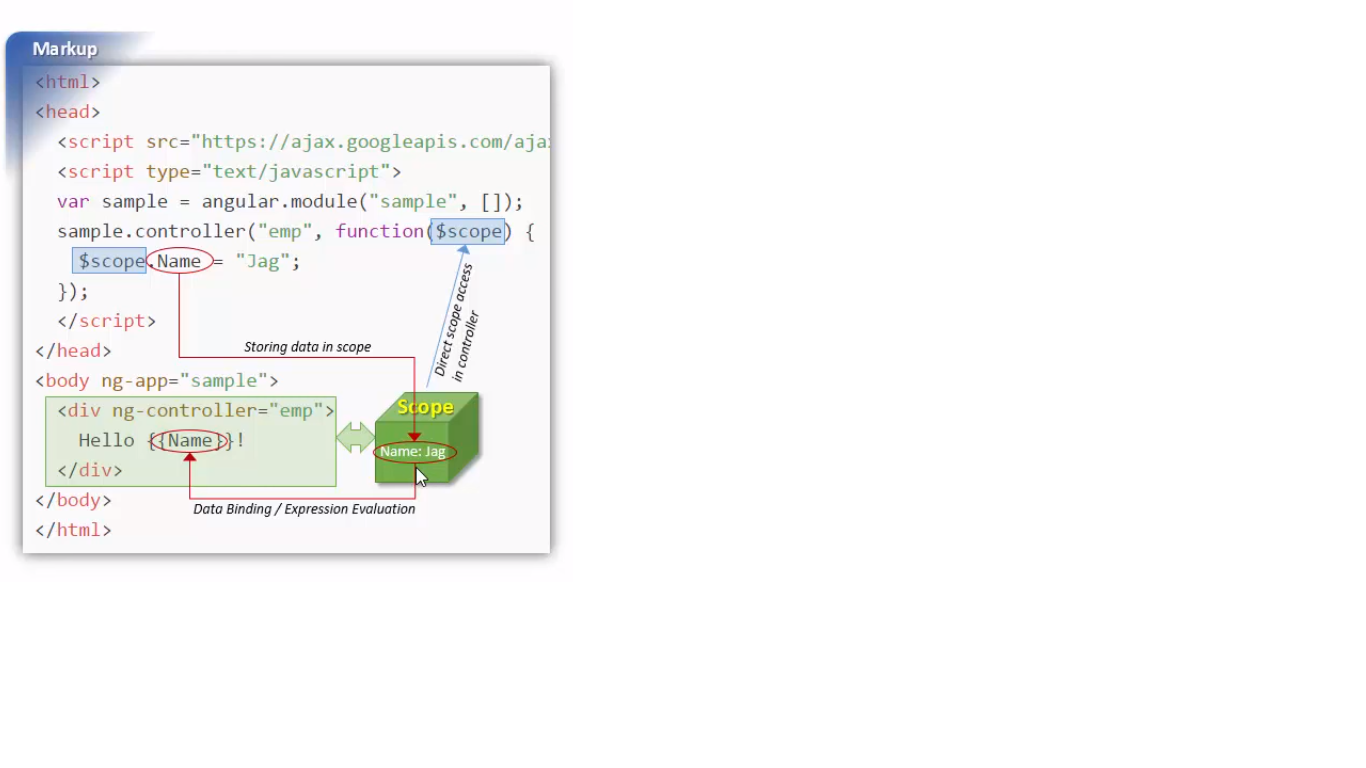 Markup
<html>
<head>
<script src="https://ajax.googleapis.com/aja
<script type="text/javascript">
var sample = angular.module("sample", []);
sample.controller("emp", function($scope) {
$scope.Name = "Jag";
});
</script>
Direct scope access
in controller
Storing data in scope
</head>
<body ng-app="sample">
<div ng-controller="emp">
Scope
Hello {{Name}}!
Name: Jag
</div>
</body>
Data Binding / Expression Evaluation
</html>